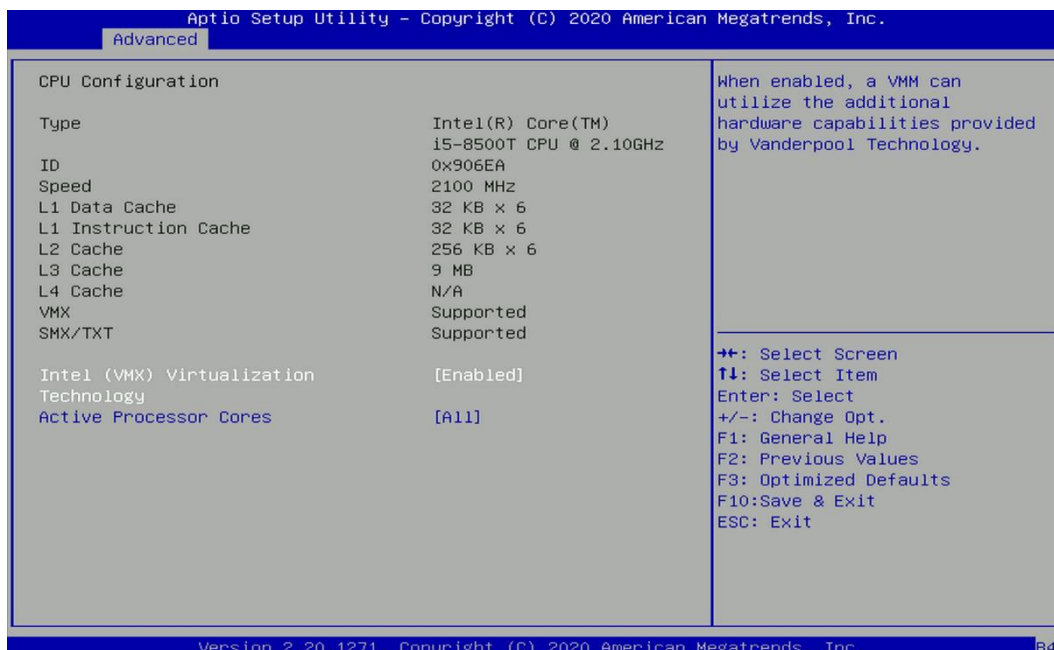 Aptio Setup Utility – Copyright (C) 2020 American Megatrends, Inc.
Advanced
CPU Configuration
Type Intel(R) Core(TM)
i5-8500T CPU @ 2.10GHz
ID 0x906EA
Speed 2100 MHz
L1 Data Cache 32 KB x 6
L1 Instruction Cache 32 KB x 6
L2 Cache 256 KB x 6
L3 Cache 9 MB
L4 Cache N/A
VMX Supported
SMX/TXT Supported
Intel (VMX) Virtualization [Enabled]
Technology
Active Processor Cores [All]
When enabled, a VMM can
utilize the additional
hardware capabilities provided
by Vanderpool Technology.
→←: Select Screen
↑↓: Select Item
Enter: Select
+/-: Change Opt.
F1: General Help
F2: Previous Values
F3: Optimized Defaults
F10:Save & Exit
ESC: Exit
Version 2.20.1271. Copyright (C) 2020 American Megatrends, Inc.